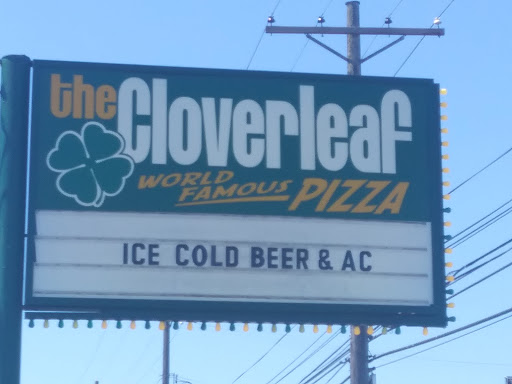 the Cloverleaf
WORLD FAMOUS PIZZA
ICE COLD BEER & AC